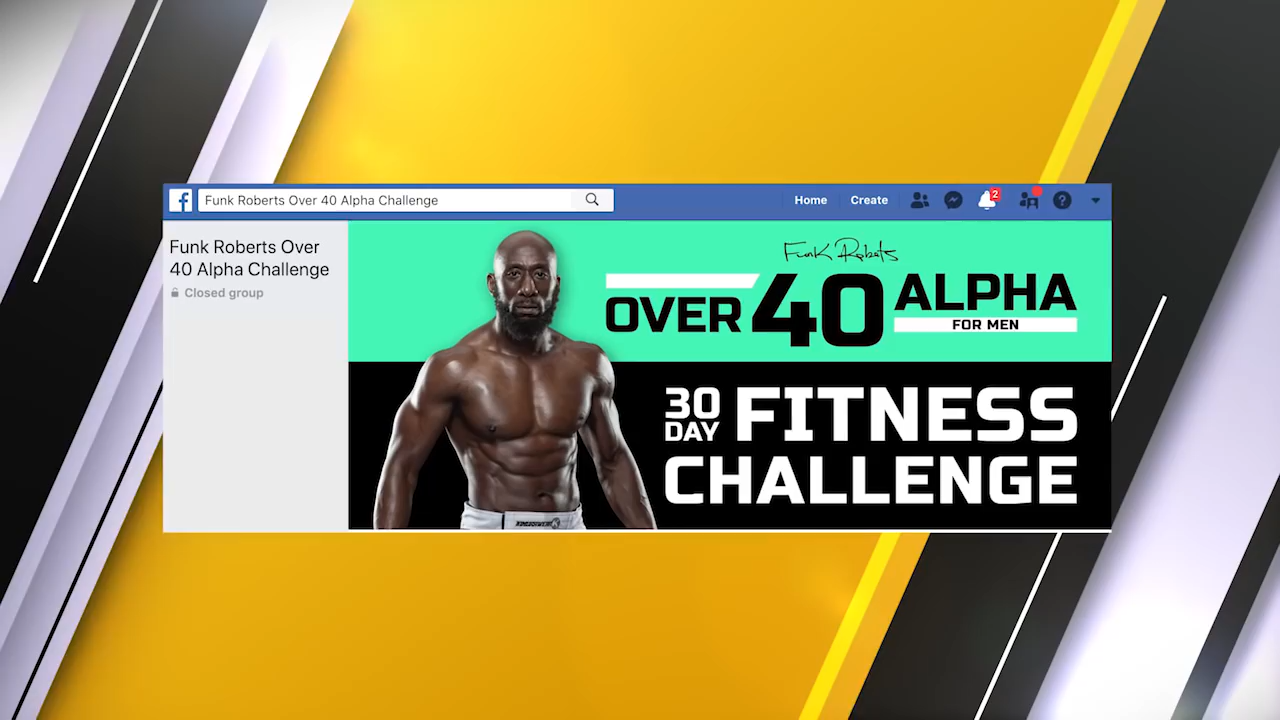 Funk Roberts Over 40 Alpha Challenge
Home
Create
2
Funk Roberts Over
40 Alpha Challenge
Closed group
Funk Roberts
OVER 40 ALPHA
FOR MEN
30
DAY
FITNESS
CHALLENGE